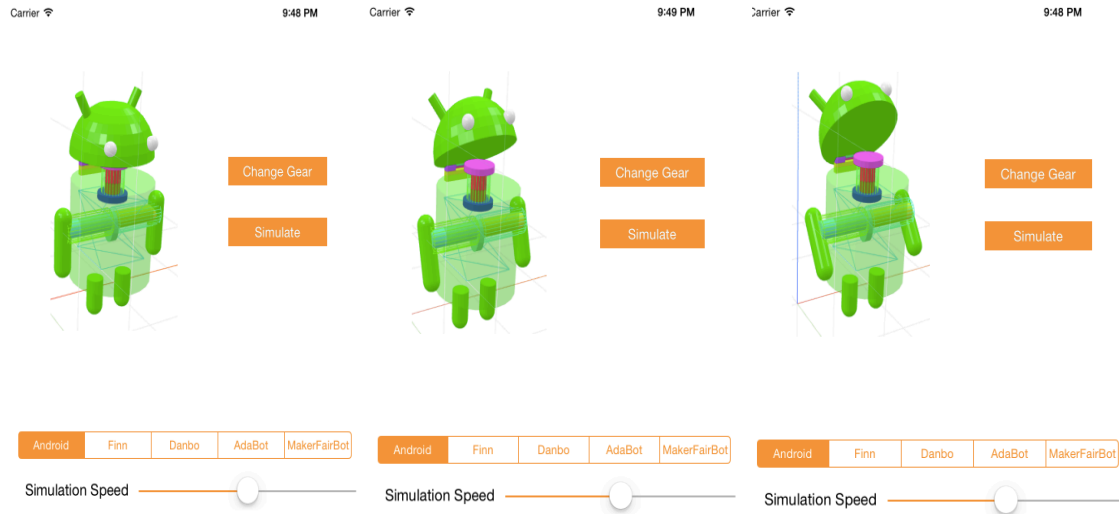 Carrier 9:48 PM
Change Gear
Simulate
Android Finn Danbo AdaBot MakerFairBot
Simulation Speed
Carrier 9:49 PM
Change Gear
Simulate
Android Finn Danbo AdaBot MakerFairBot
Simulation Speed
Carrier 9:48 PM
Change Gear
Simulate
Android Finn Danbo AdaBot MakerFairBot
Simulation Speed